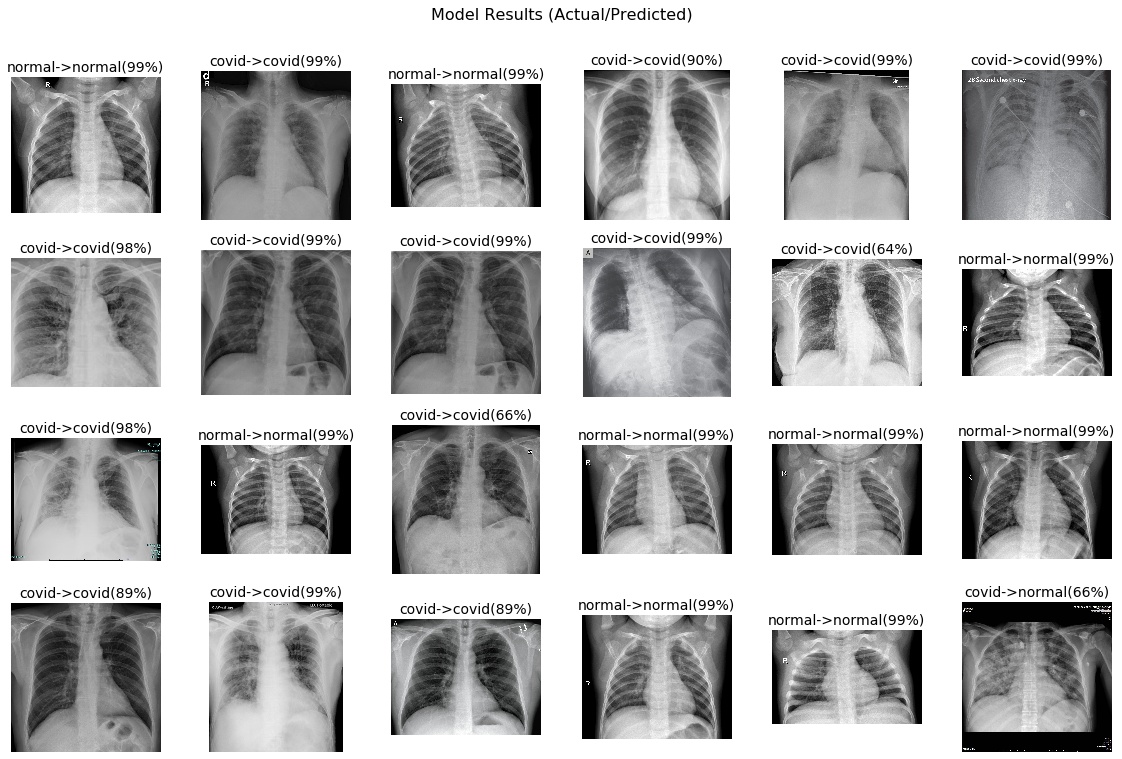 Model Results (Actual/Predicted)
normal->normal(99%)
covid->covid(99%)
normal->normal(99%)
covid->covid(90%)
covid->covid(99%)
covid->covid(99%)
R
d
R
R
2B Second chest x-ray
covid->covid(98%)
covid->covid(99%)
covid->covid(99%)
covid->covid(99%)
covid->covid(64%)
normal->normal(99%)
A
R
covid->covid(98%)
normal->normal(99%)
covid->covid(66%)
normal->normal(99%)
normal->normal(99%)
normal->normal(99%)
R
R
R
covid->covid(89%)
covid->covid(99%)
covid->covid(89%)
normal->normal(99%)
normal->normal(99%)
covid->normal(66%)
A
R
R